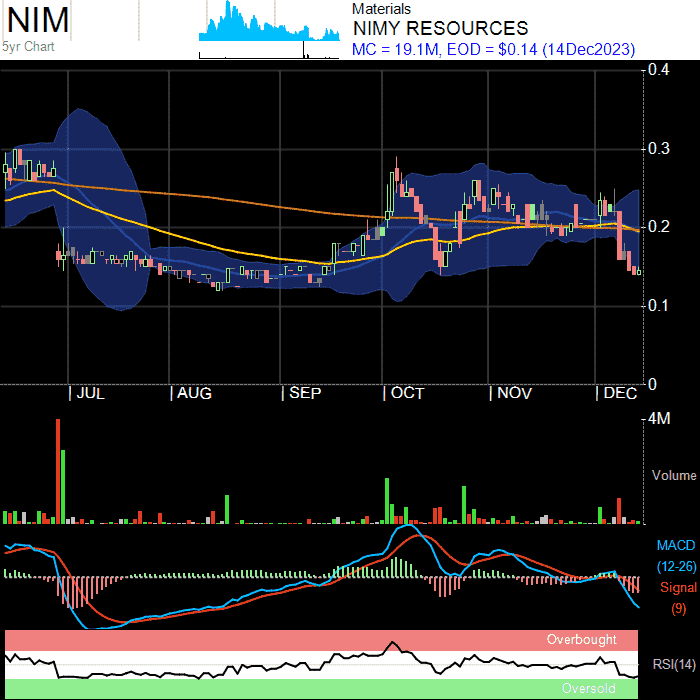 NIM
5yr Chart
Materials
NIMY RESOURCES
MC = 19.1M, EOD = $0.14 (14Dec2023)
0.4
0.3
0.2
0.1
0
| JUL | AUG | SEP | OCT | NOV | DEC
4M
Volume
MACD
(12-26)
Signal
(9)
Overbought
RSI(14)
Oversold